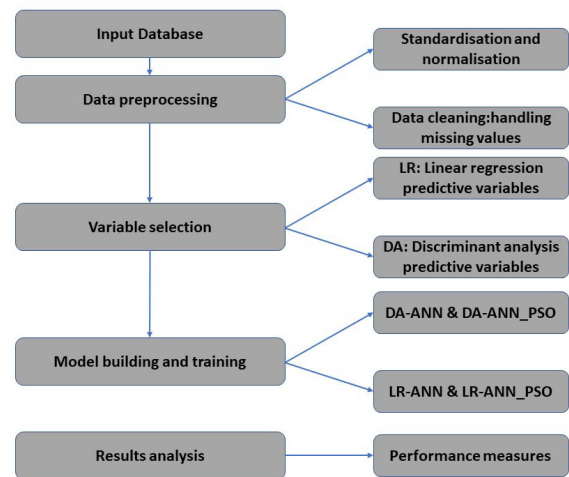 Input Database
Standardisation and
normalisation
Data preprocessing
Data cleaning:handling
missing values
LR: Linear regression
predictive variables
Variable selection
DA: Discriminant analysis
predictive variables
DA-ANN & DA-ANN_PSO
Model building and training
LR-ANN & LR-ANN_PSO
Results analysis
Performance measures